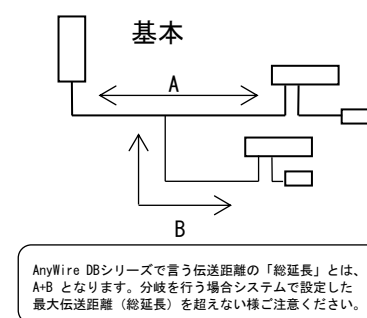 基本
A
B
AnyWire DBシリーズで言う伝送距離の「総延長」とは、
A+B となります。分岐を行う場合システムで設定した
最大伝送距離（総延長）を超えない様ご注意ください。